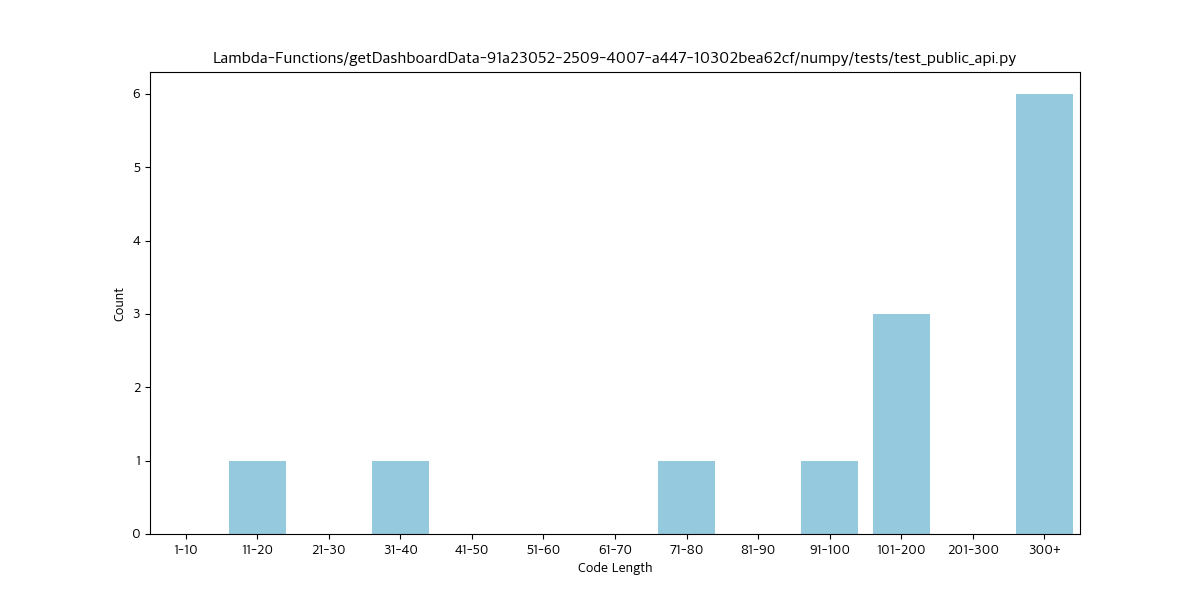 Lambda-Functions/getDashboardData-91a23052-2509-4007-a447-10302bea62cf/numpy/tests/test_public_api.py
6
5
4
3
2
1
0
Count
1-10 11-20 21-30 31-40 41-50 51-60 61-70 71-80 81-90 91-100 101-200 201-300 300+
Code Length